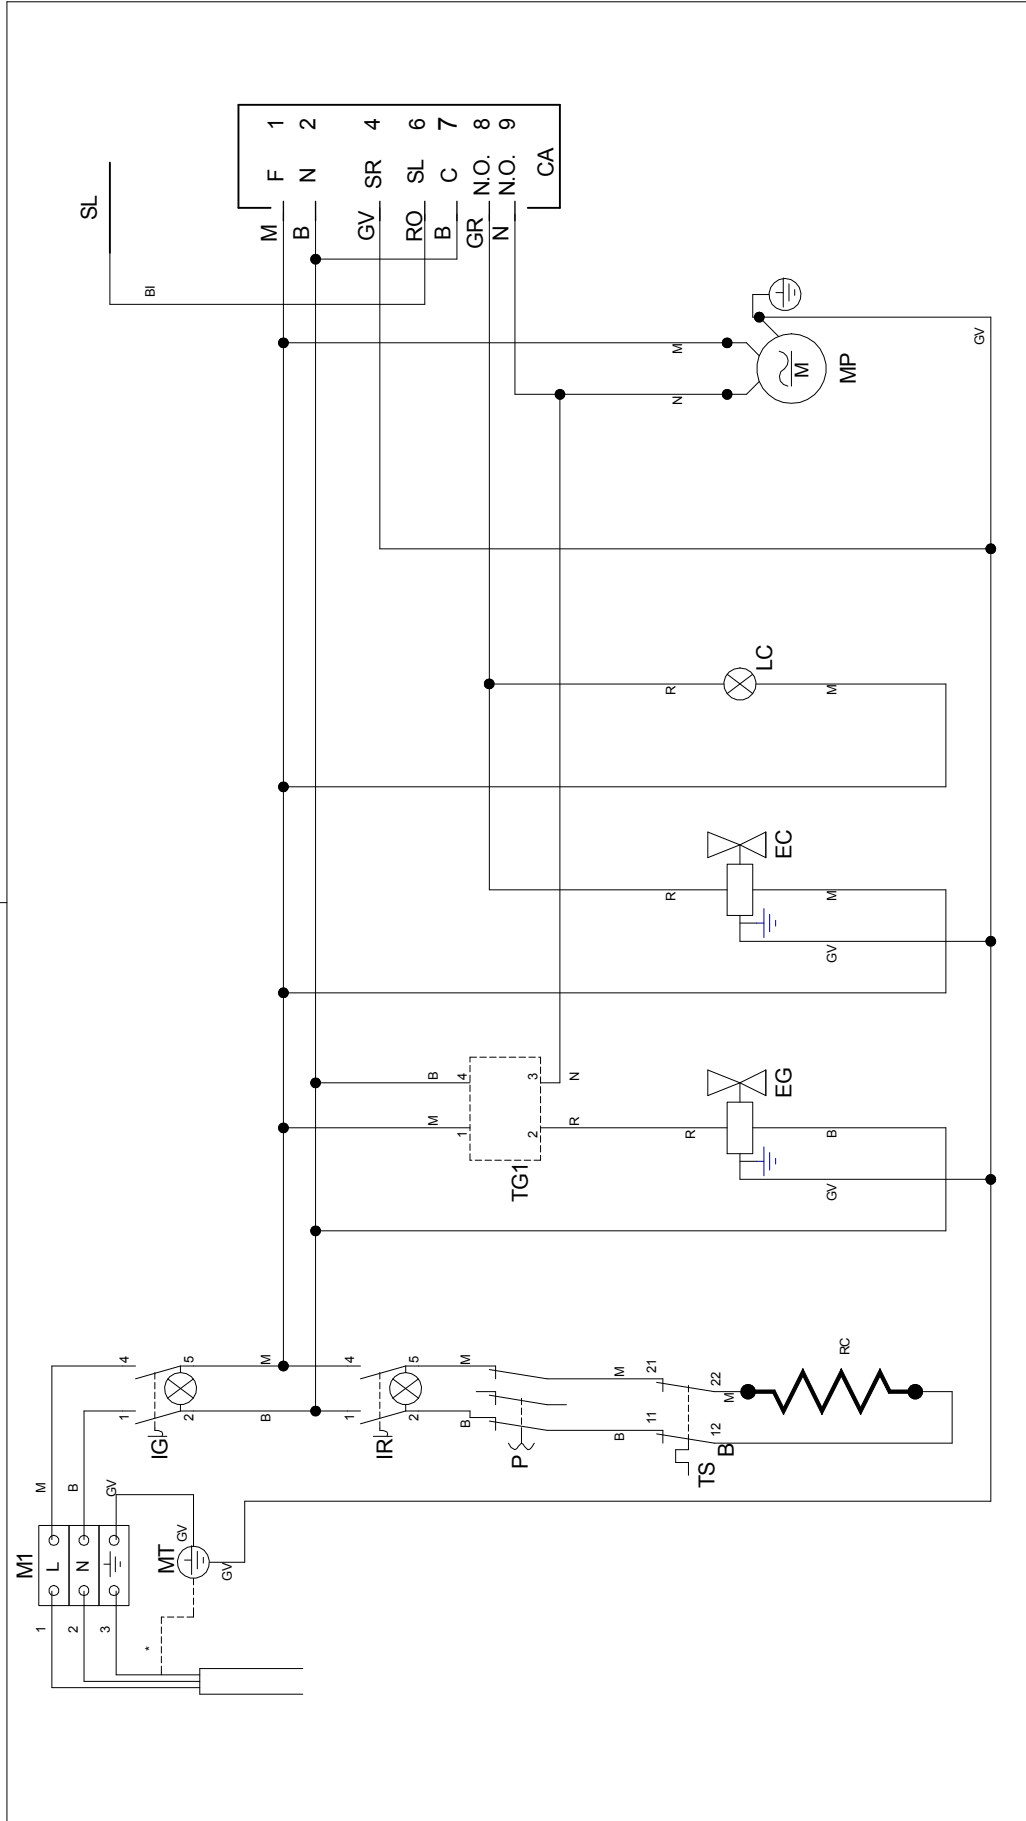 SL
BI
F 1
N 2
SR 4
SL 6
C 7
N.O. 8
N.O. 9
CA
M
B
GV
RO
B
GR
N
M
N
M
MP
GV
R
LC
M
R
EC
M
GV
B
M
4
1
3
2
N
R
TG1
R
EG
B
GV
4
1
5
2
IG
M
B
4
1
5
2
IR
M
B
P
M
B
21
11
22
12
M
B
TS
RC
M1
L
N
M
B
GV
1
2
3
MT
GV
GV
*